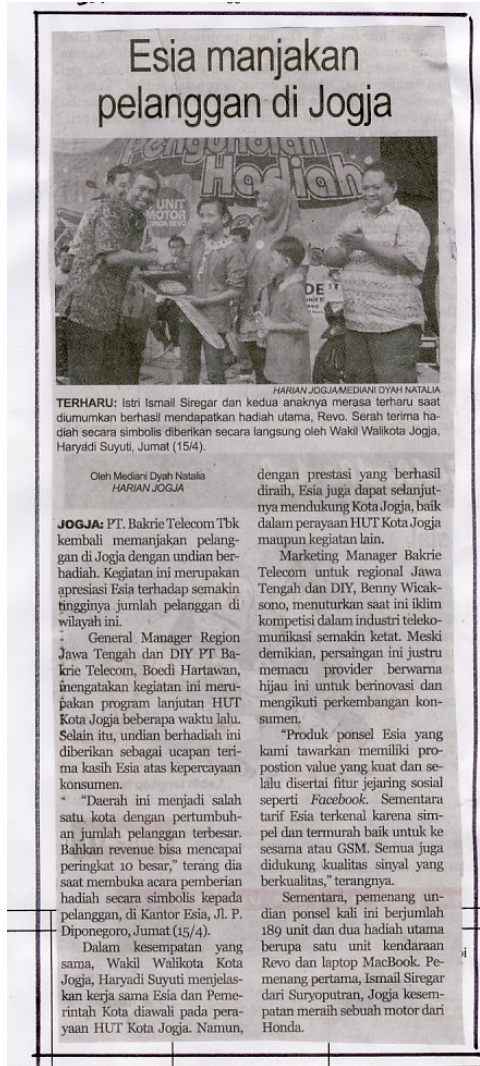 Esia manjakan
pelanggan di Jogja
Pengundian
Hadiah
UNIT
MOTOR
HONDA REVO
HARIAN JOGJA/MEDIANI DYAH NATALIA
TERHARU: Istri Ismail Siregar dan kedua anaknya merasa terharu saat
diumumkan berhasil mendapatkan hadiah utama, Revo. Serah terima ha-
diah secara simbolis diberikan secara langsung oleh Wakil Walikota Jogja,
Haryadi Suyuti, Jumat (15/4).
Oleh Mediani Dyah Natalia
HARIAN JOGJA
JOGJA: PT. Bakrie Telecom Tbk
kembali memanjakan pelang-
gan di Jogja dengan undian ber-
hadiah. Kegiatan ini merupakan
apresiasi Esia terhadap semakin
tingginya jumlah pelanggan di
wilayah ini.
General Manager Region
Jawa Tengah dan DIY PT Ba-
krie Telecom, Boedi Hartawan,
mengatakan kegiatan ini meru-
pakan program lanjutan HUT
Kota Jogja beberapa waktu lalu.
Selain itu, undian berhadiah ini
diberikan sebagai ucapan teri-
ma kasih Esia atas kepercayaan
konsumen.
“Daerah ini menjadi salah
satu kota dengan pertumbuh-
an jumlah pelanggan terbesar.
Bahkan revenue bisa mencapai
peringkat 10 besar,” terang dia
saat membuka acara pemberian
hadiah secara simbolis kepada
pelanggan, di Kantor Esia, Jl. P.
Diponegoro, Jumat (15/4).
Dalam kesempatan yang
sama, Wakil Walikota Kota
Jogja, Haryadi Suyuti menjelas-
kan kerja sama Esia dan Peme-
rintah Kota diawali pada pera-
yaan HUT Kota Jogja. Namun,
dengan prestasi yang berhasil
diraih, Esia juga dapat selanjut-
nya mendukung Kota Jogja, baik
dalam perayaan HUT Kota Jogja
maupun kegiatan lain.
Marketing Manager Bakrie
Telecom untuk regional Jawa
Tengah dan DIY, Benny Wicak-
sono, menuturkan saat ini iklim
kompetisi dalam industri teleko-
munikasi semakin ketat. Meski
demikian, persaingan ini justru
memacu provider berwarna
hijau ini untuk berinovasi dan
mengikuti perkembangan kon-
sumen.
“Produk ponsel Esia yang
kami tawarkan memiliki pro-
postion value yang kuat dan se-
lalu disertai fitur jejaring sosial
seperti Facebook. Sementara
tarif Esia terkenal karena sim-
pel dan termurah baik untuk ke
sesama atau GSM. Semua juga
didukung kualitas sinyal yang
berkualitas,” terangnya.
Sementara, pemenang un-
dian ponsel kali ini berjumlah
189 unit dan dua hadiah utama
berupa satu unit kendaraan
Revo dan laptop MacBook. Pe-
menang pertama, Ismail Siregar
dari Suryoputran, Jogja kesem-
patan meraih sebuah motor dari
Honda.